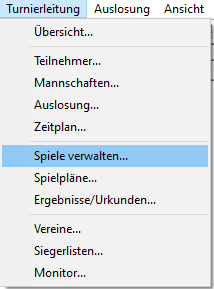 Turnierleitung Auslosung Ansicht
Übersicht...
Teilnehmer...
Mannschaften...
Auslosung...
Zeitplan...
Spiele verwalten...
Spielpläne...
Ergebnisse/Urkunden...
Vereine...
Siegerlisten...
Monitor...